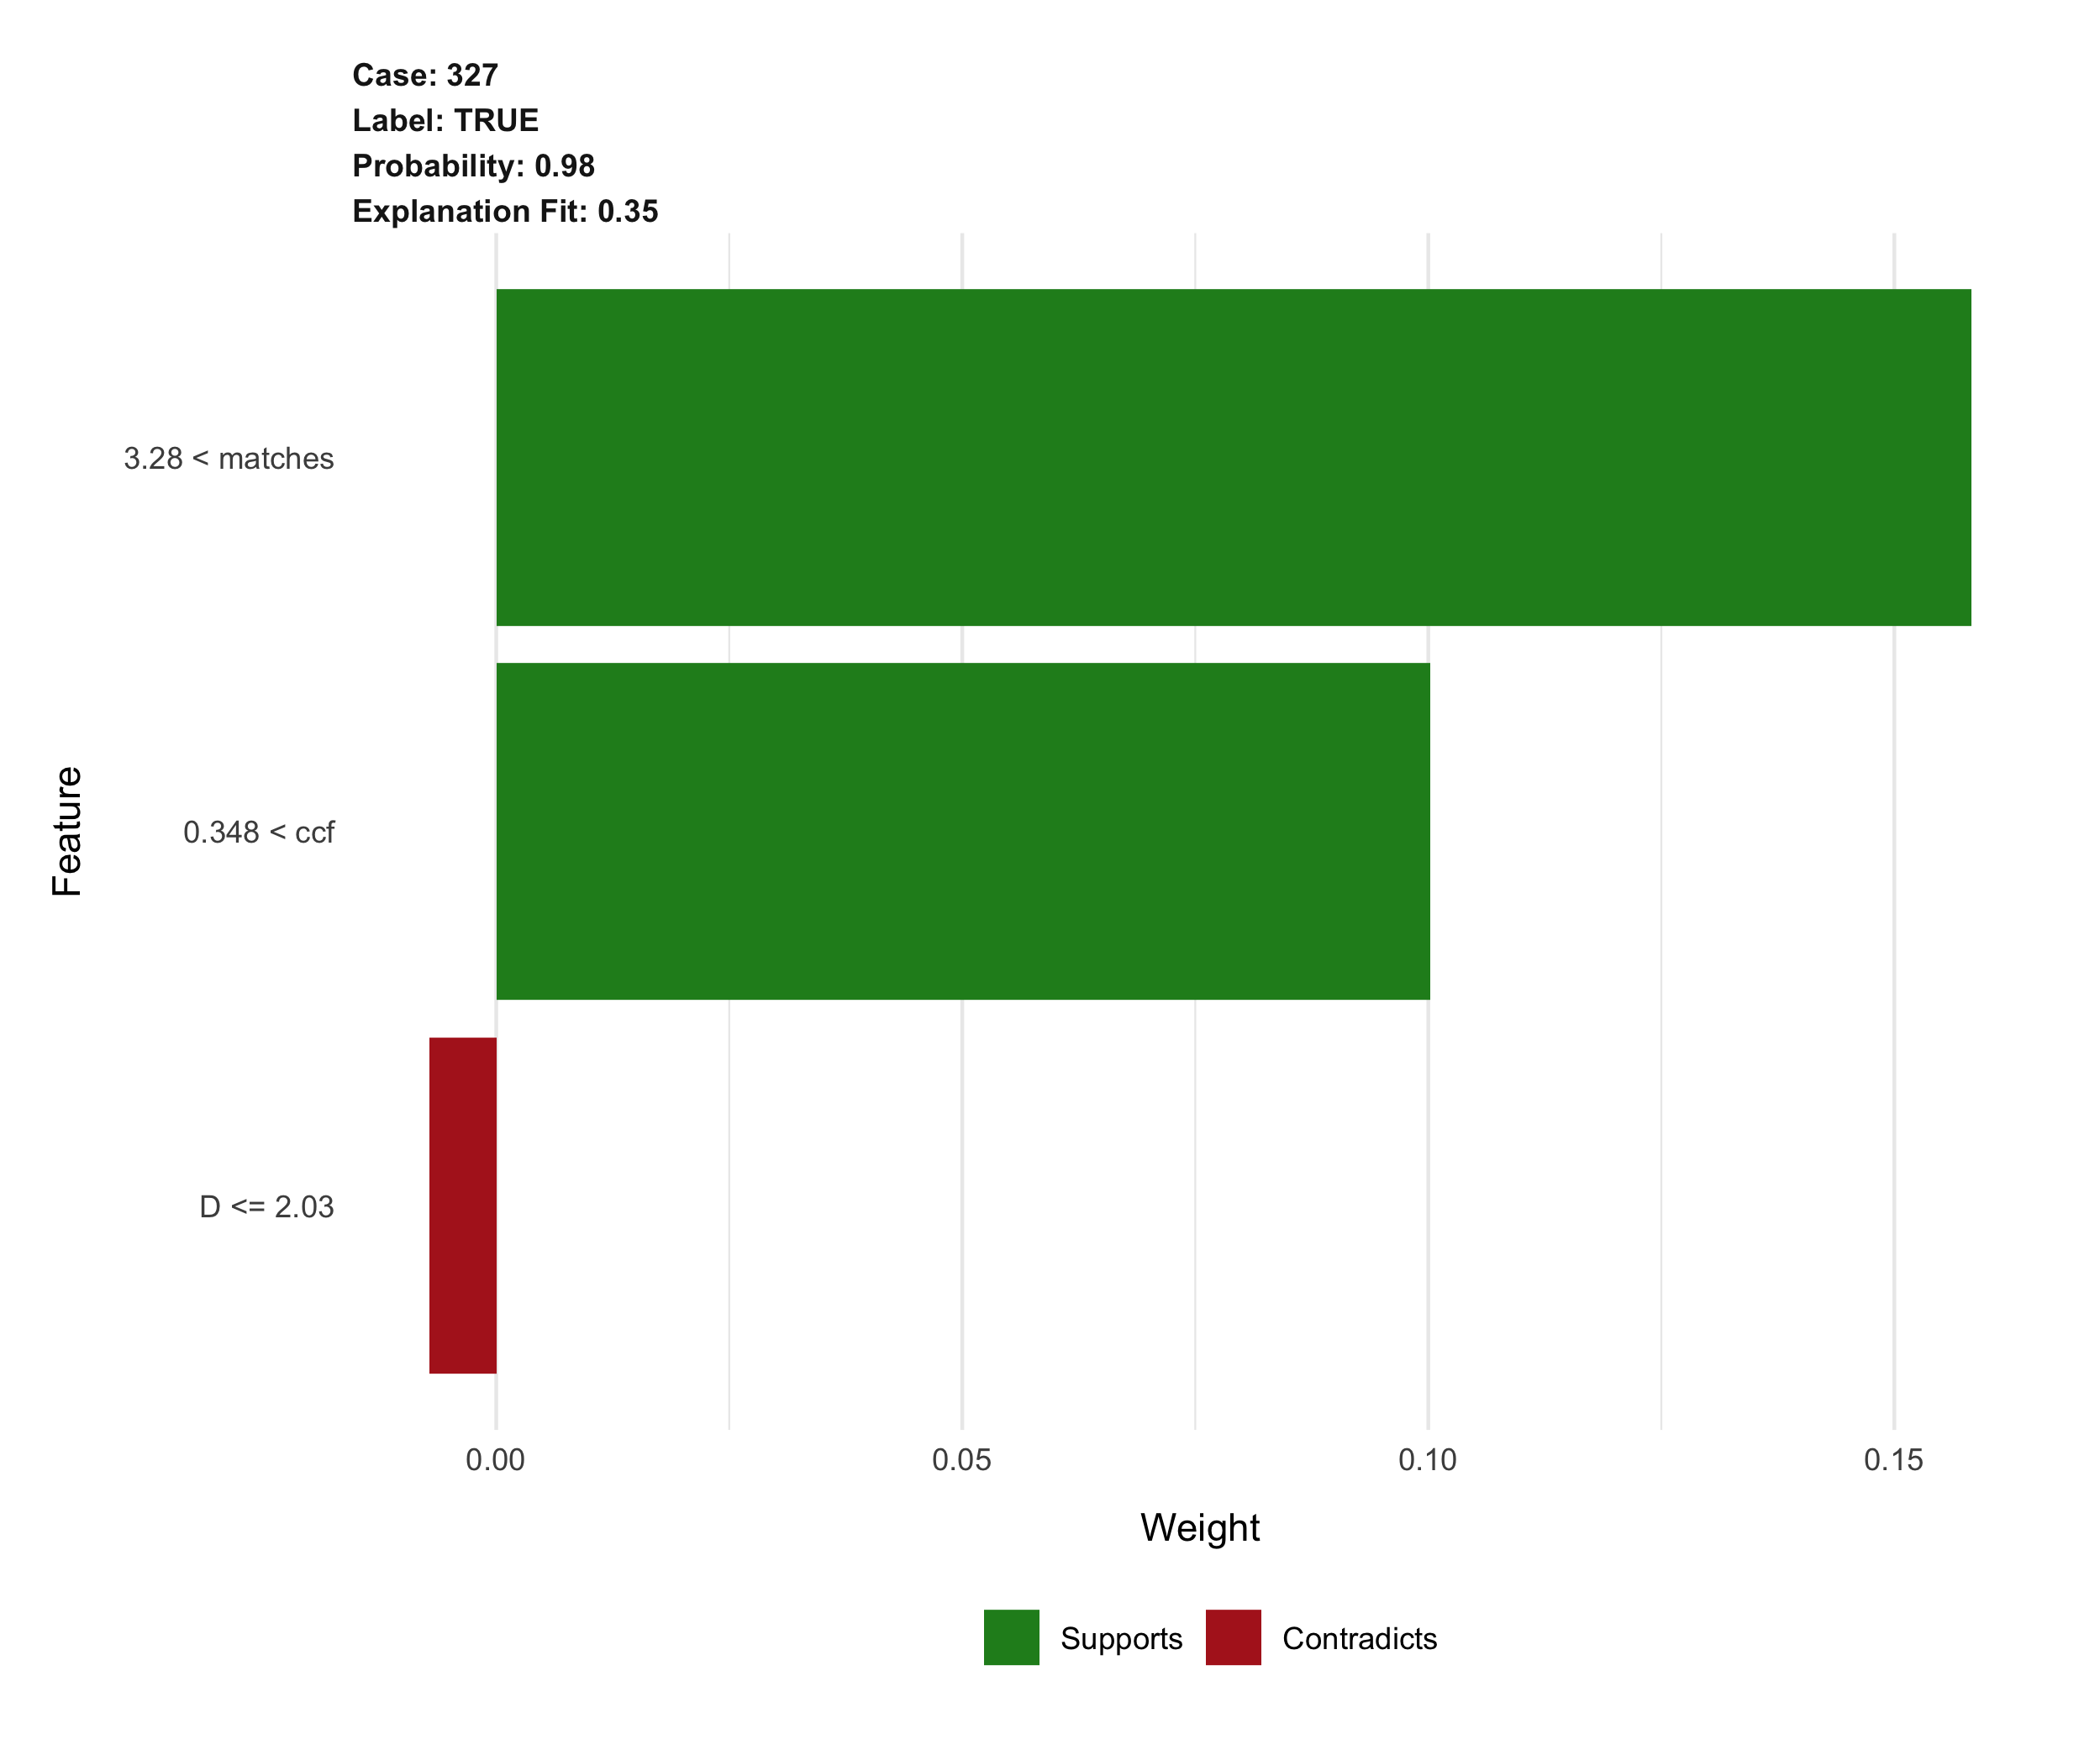 Case: 327
Label: TRUE
Probability: 0.98
Explanation Fit: 0.35
3.28 < matches
0.348 < ccf
D <= 2.03
Feature
0.00 0.05 0.10 0.15
Weight
Supports Contradicts